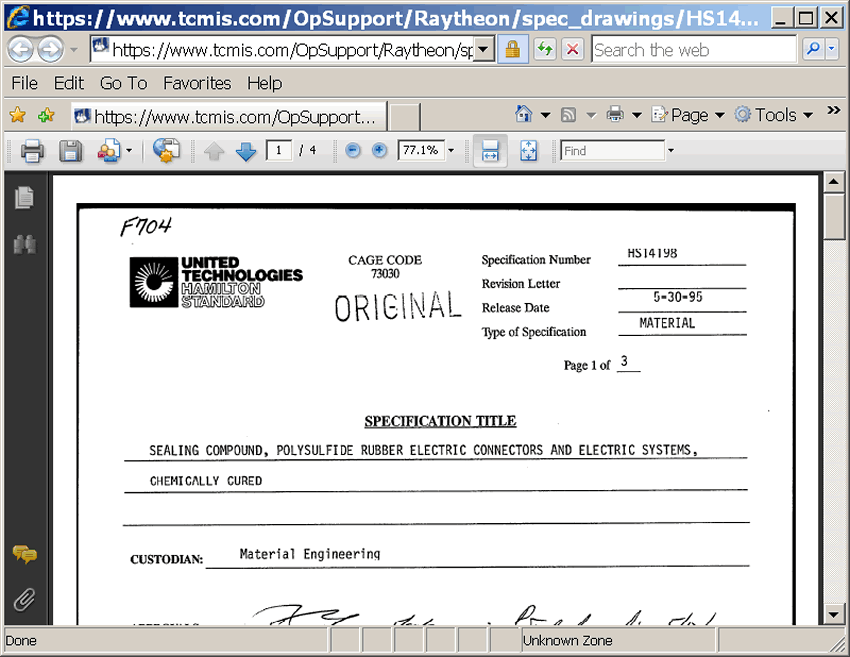 https://www.tcmis.com/OpSupport/Raytheon/spec_drawings/HS14...
https://www.tcmis.com/OpSupport/Raytheon/sp
Search the web
File Edit Go To Favorites Help
https://www.tcmis.com/OpSupport...
Page Tools »
1 / 4 77.1% Find
F704
UNITED
TECHNOLOGIES
HAMILTON
STANDARD
CAGE CODE
73030
ORIGINAL
Specification Number HS14198
Revision Letter
Release Date 5-30-95
Type of Specification MATERIAL
Page 1 of 3
SPECIFICATION TITLE
SEALING COMPOUND, POLYSULFIDE RUBBER ELECTRIC CONNECTORS AND ELECTRIC SYSTEMS,
CHEMICALLY CURED
CUSTODIAN: Material Engineering
Done Unknown Zone